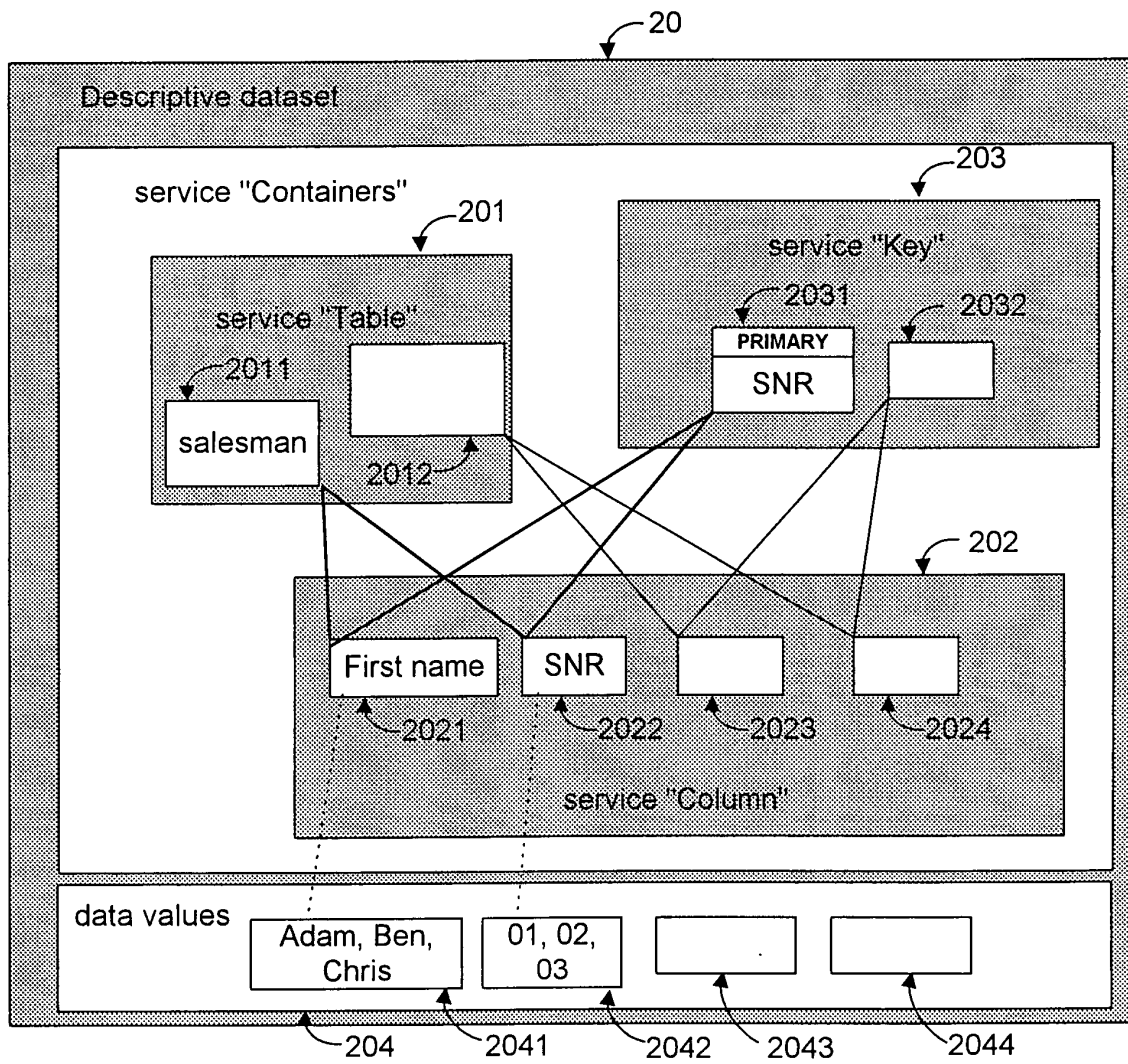 20
Descriptive dataset
203
service "Containers"
201
service "Key"
2031
2032
service "Table"
PRIMARY
SNR
2011
salesman
2012
202
First name
SNR
2021
2022
2023
2024
service "Column"
data values
Adam, Ben,
Chris
01, 02,
03
204
2041
2042
2043
2044